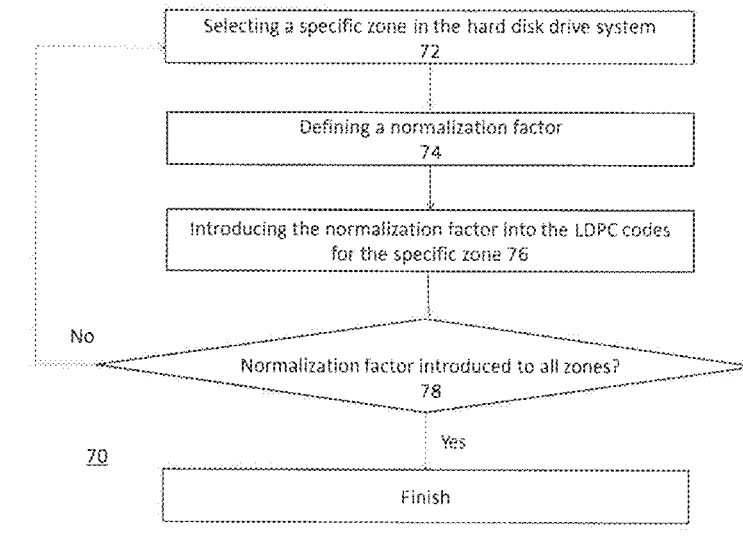 Selecting a specific zone in the hard disk drive system
72
Defining a normalization factor
74
Introducing the normalization factor into the LDPC codes
for the specific zone 76
No
Normalization factor introduced to all zones?
78
Yes
70
Finish